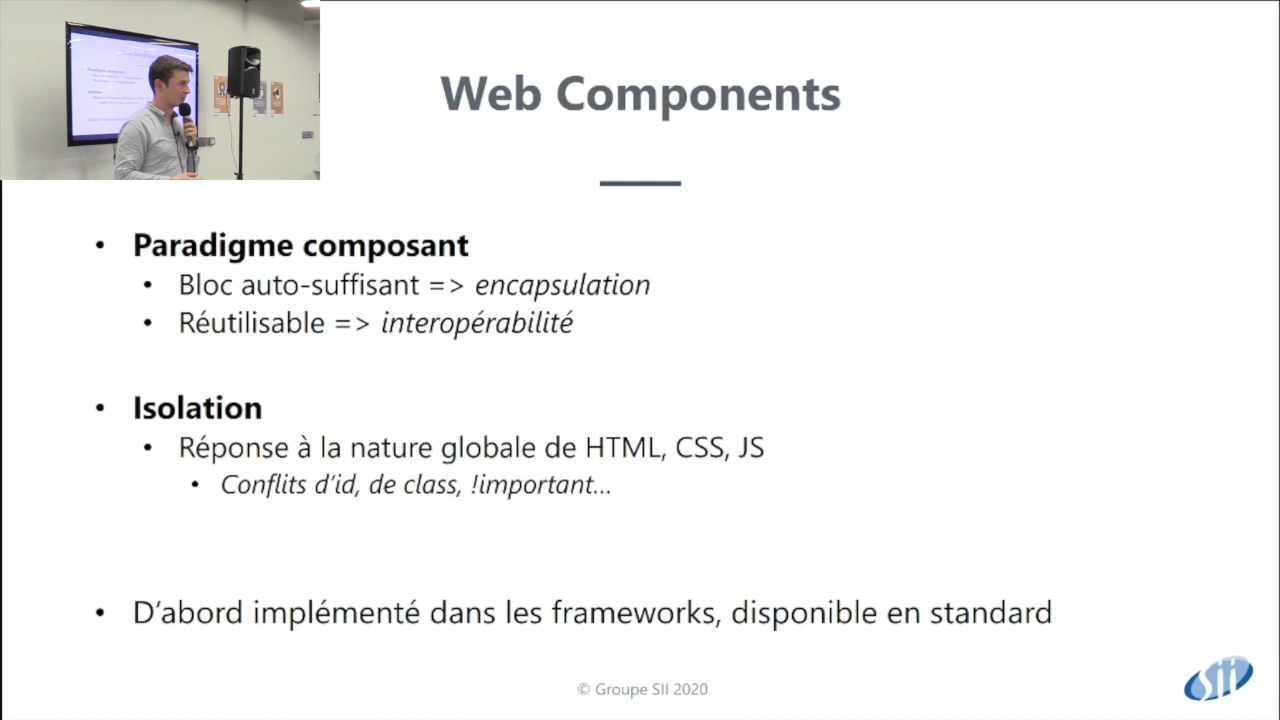 Web Components
• Paradigme composant
• Bloc auto-suffisant => encapsulation
• Réutilisable => interopérabilité
• Isolation
• Réponse à la nature globale de HTML, CSS, JS
• Conflits d’id, de class, !important...
• D’abord implémenté dans les frameworks, disponible en standard
© Groupe SII 2020
sii